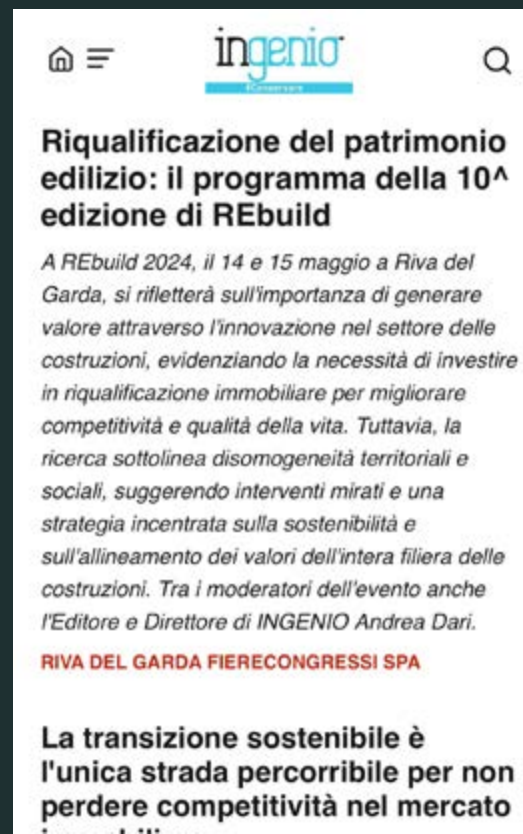 ingenio
#Conservare
Riqualificazione del patrimonio
edilizio: il programma della 10^
edizione di REbuild
A REbuild 2024, il 14 e 15 maggio a Riva del
Garda, si rifletterà sull'importanza di generare
valore attraverso l'innovazione nel settore delle
costruzioni, evidenziando la necessità di investire
in riqualificazione immobiliare per migliorare
competitività e qualità della vita. Tuttavia, la
ricerca sottolinea disomogeneità territoriali e
sociali, suggerendo interventi mirati e una
strategia incentrata sulla sostenibilità e
sull'allineamento dei valori dell'intera filiera delle
costruzioni. Tra i moderatori dell'evento anche
l'Editore e Direttore di INGENIO Andrea Dari.
RIVA DEL GARDA FIERECONGRESSI SPA
La transizione sostenibile è
l'unica strada percorribile per non
perdere competitività nel mercato